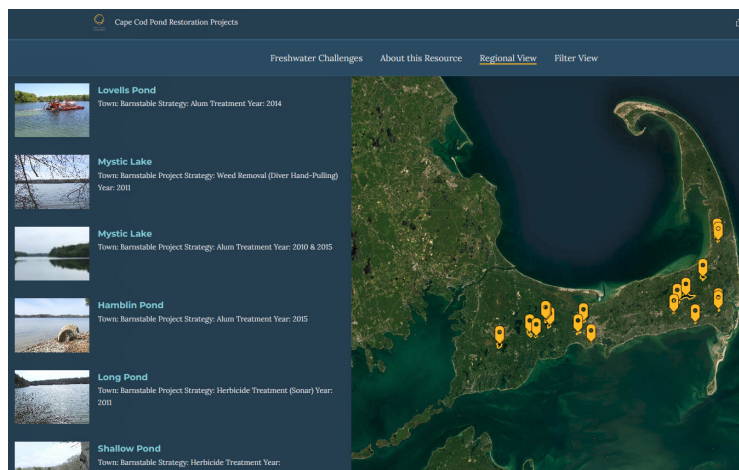 Cape Cod Pond Restoration Projects
Freshwater Challenges About this Resource Regional View Filter View
Lovells Pond
Town: Barnstable Strategy: Alum Treatment Year: 2014
Mystic Lake
Town: Barnstable Project Strategy: Weed Removal (Diver Hand-Pulling)
Year: 2011
Mystic Lake
Town: Barnstable Project Strategy: Alum Treatment Year: 2010 & 2015
Hamblin Pond
Town: Barnstable Project Strategy: Alum Treatment Year: 2015
Long Pond
Town: Barnstable Project Strategy: Herbicide Treatment (Sonar) Year:
2011
Shallow Pond
Town: Barnstable Project Strategy: Herbicide Treatment Year: